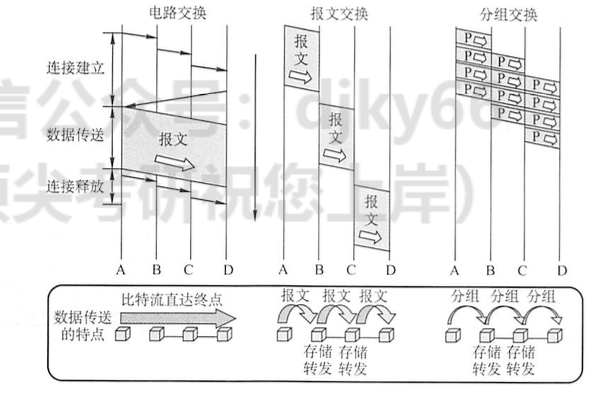 电路交换
报文交换
分组交换
连接建立
数据传送
连接释放
报文
报文
报文
报文
P
P
P
P
P
P
P
P
P
P
P
P
A B C D
A B C D
A B C D
信公众号: djky66
顶尖考研祝您上岸)
数据传送
的特点
比特流直达终点
报文 报文 报文
存储
转发
存储
转发
分组 分组 分组
存储
转发
存储
转发